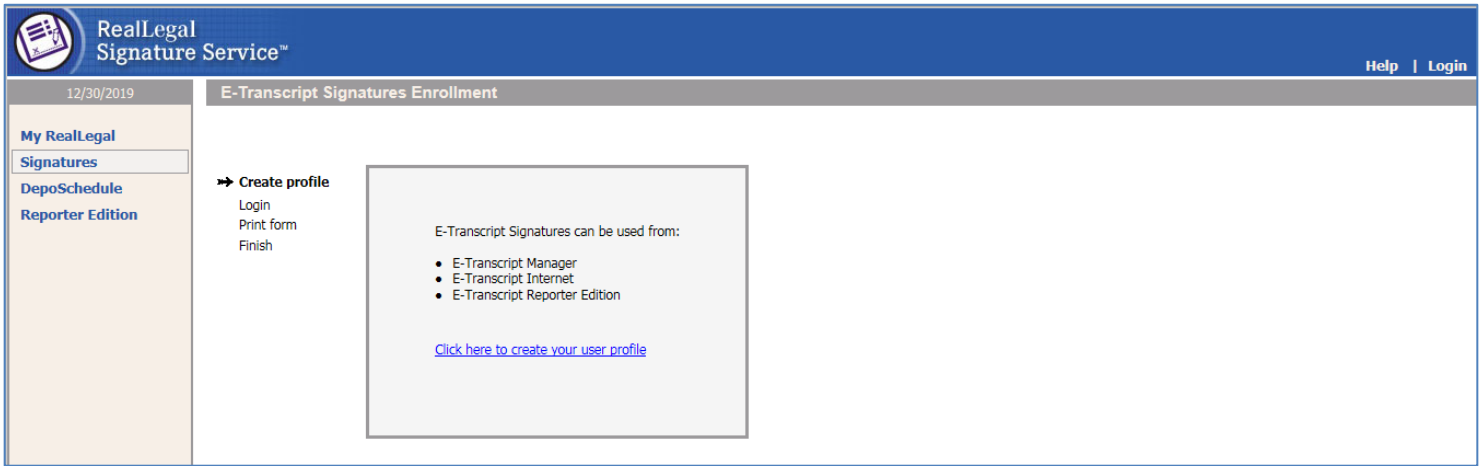 RealLegal
Signature Service™
Help | Login
12/30/2019
E-Transcript Signatures Enrollment
My RealLegal
Signatures
DepoSchedule
Reporter Edition
Create profile
Login
Print form
Finish
E-Transcript Signatures can be used from:
• E-Transcript Manager
• E-Transcript Internet
• E-Transcript Reporter Edition
Click here to create your user profile